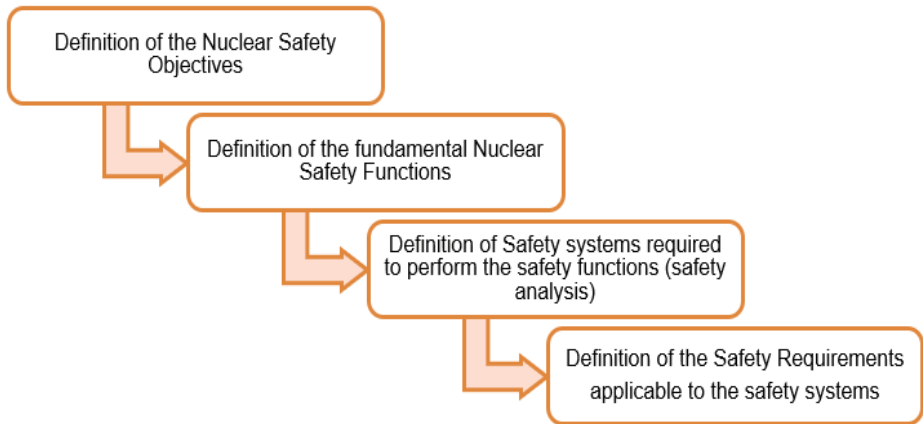 Definition of the Nuclear Safety
Objectives
Definition of the fundamental Nuclear
Safety Functions
Definition of Safety systems required
to perform the safety functions (safety
analysis)
Definition of the Safety Requirements
applicable to the safety systems